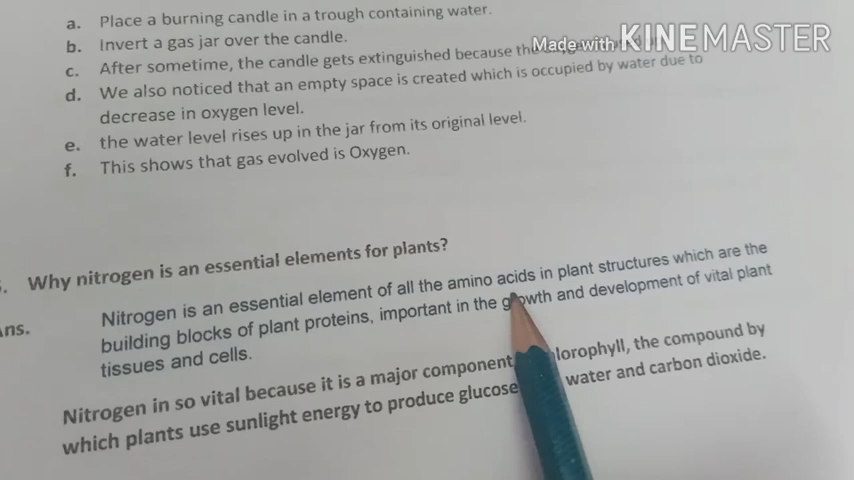 a. Place a burning candle in a trough containing water.
b. Invert a gas jar over the candle.
Made with KINEMASTER
c. After sometime, the candle gets extinguished because the
d. We also noticed that an empty space is created which is occupied by water due to
decrease in oxygen level.
e. the water level rises up in the jar from its original level.
f. This shows that gas evolved is Oxygen.
Why nitrogen is an essential elements for plants?
Nitrogen is an essential element of all the amino acids in plant structures which are the
building blocks of plant proteins, important in the growth and development of vital plant
tissues and cells.
Nitrogen in so vital because it is a major component lorophyll, the compound by
which plants use sunlight energy to produce glucose water and carbon dioxide.